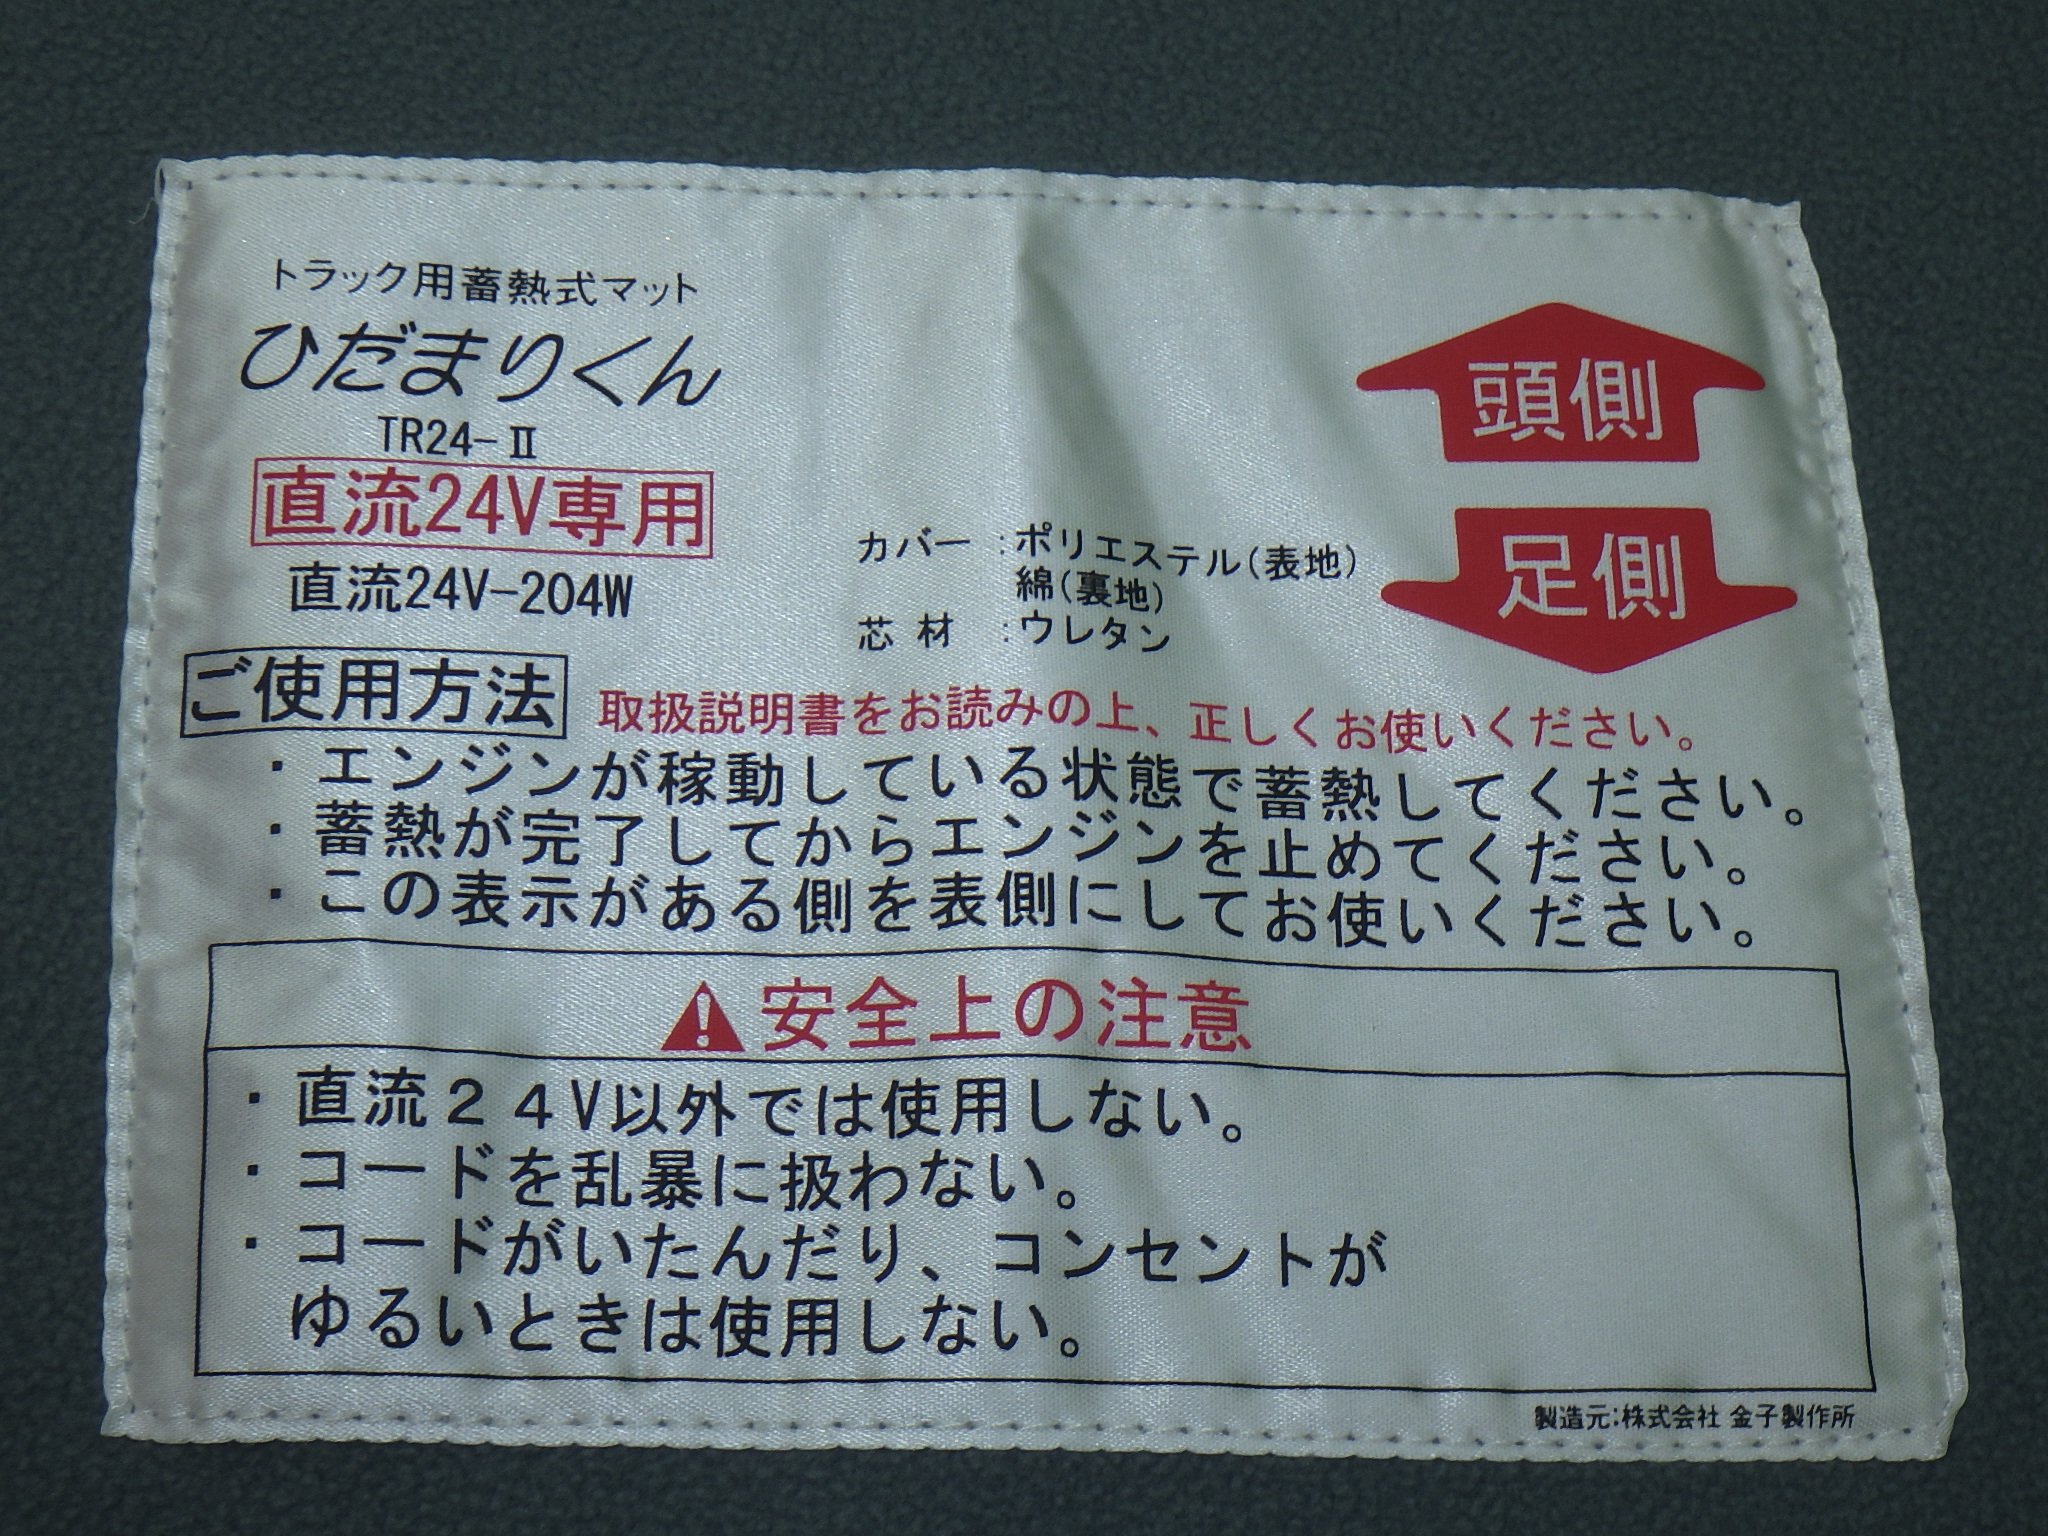 トラック用蓄熱式マット
ひだまりくん
TR24-Ⅱ
直流24V専用
直流24V-204W
カバー :ポリエステル(表地)
綿(裏地)
芯 材 :ウレタン
頭側
足側
ご使用方法 取扱説明書をお読みの上、正しくお使いください。
・エンジンが稼動している状態で蓄熱してください。
・蓄熱が完了してからエンジンを止めてください。
・この表示がある側を表側にしてお使いください。
安全上の注意
・直流24V以外では使用しない。
・コードを乱暴に扱わない。
・コードがいたんだり、コンセントが
ゆるいときは使用しない。
製造元:株式会社 金子製作所